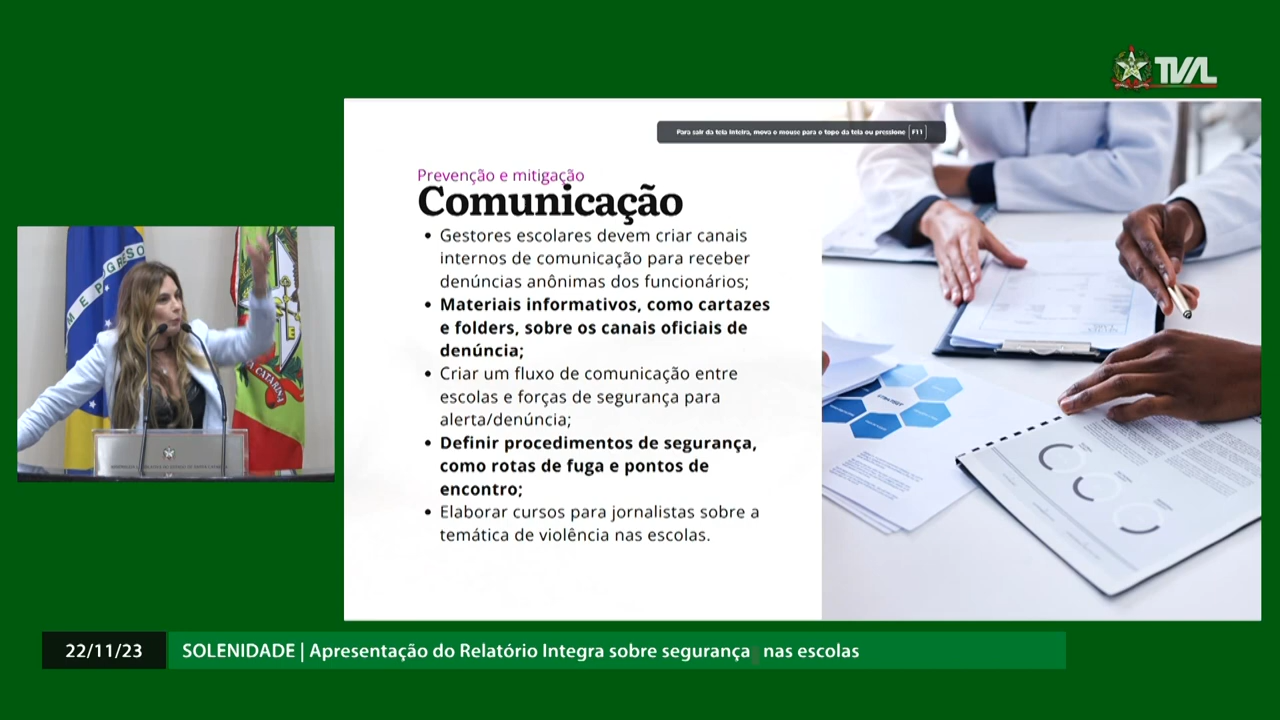 TVAL
Para sair da tela inteira, mova o mouse para o topo da tela ou pressione F11
Prevenção e mitigação
Comunicação
• Gestores escolares devem criar canais
internos de comunicação para receber
denúncias anônimas dos funcionários;
• Materiais informativos, como cartazes
e folders, sobre os canais oficiais de
denúncia;
• Criar um fluxo de comunicação entre
escolas e forças de segurança para
alerta/denúncia;
• Definir procedimentos de segurança,
como rotas de fuga e pontos de
encontro;
• Elaborar cursos para jornalistas sobre a
temática de violência nas escolas.
STRATEGY
22/11/23
SOLENIDADE | Apresentação do Relatório Integra sobre segurança nas escolas